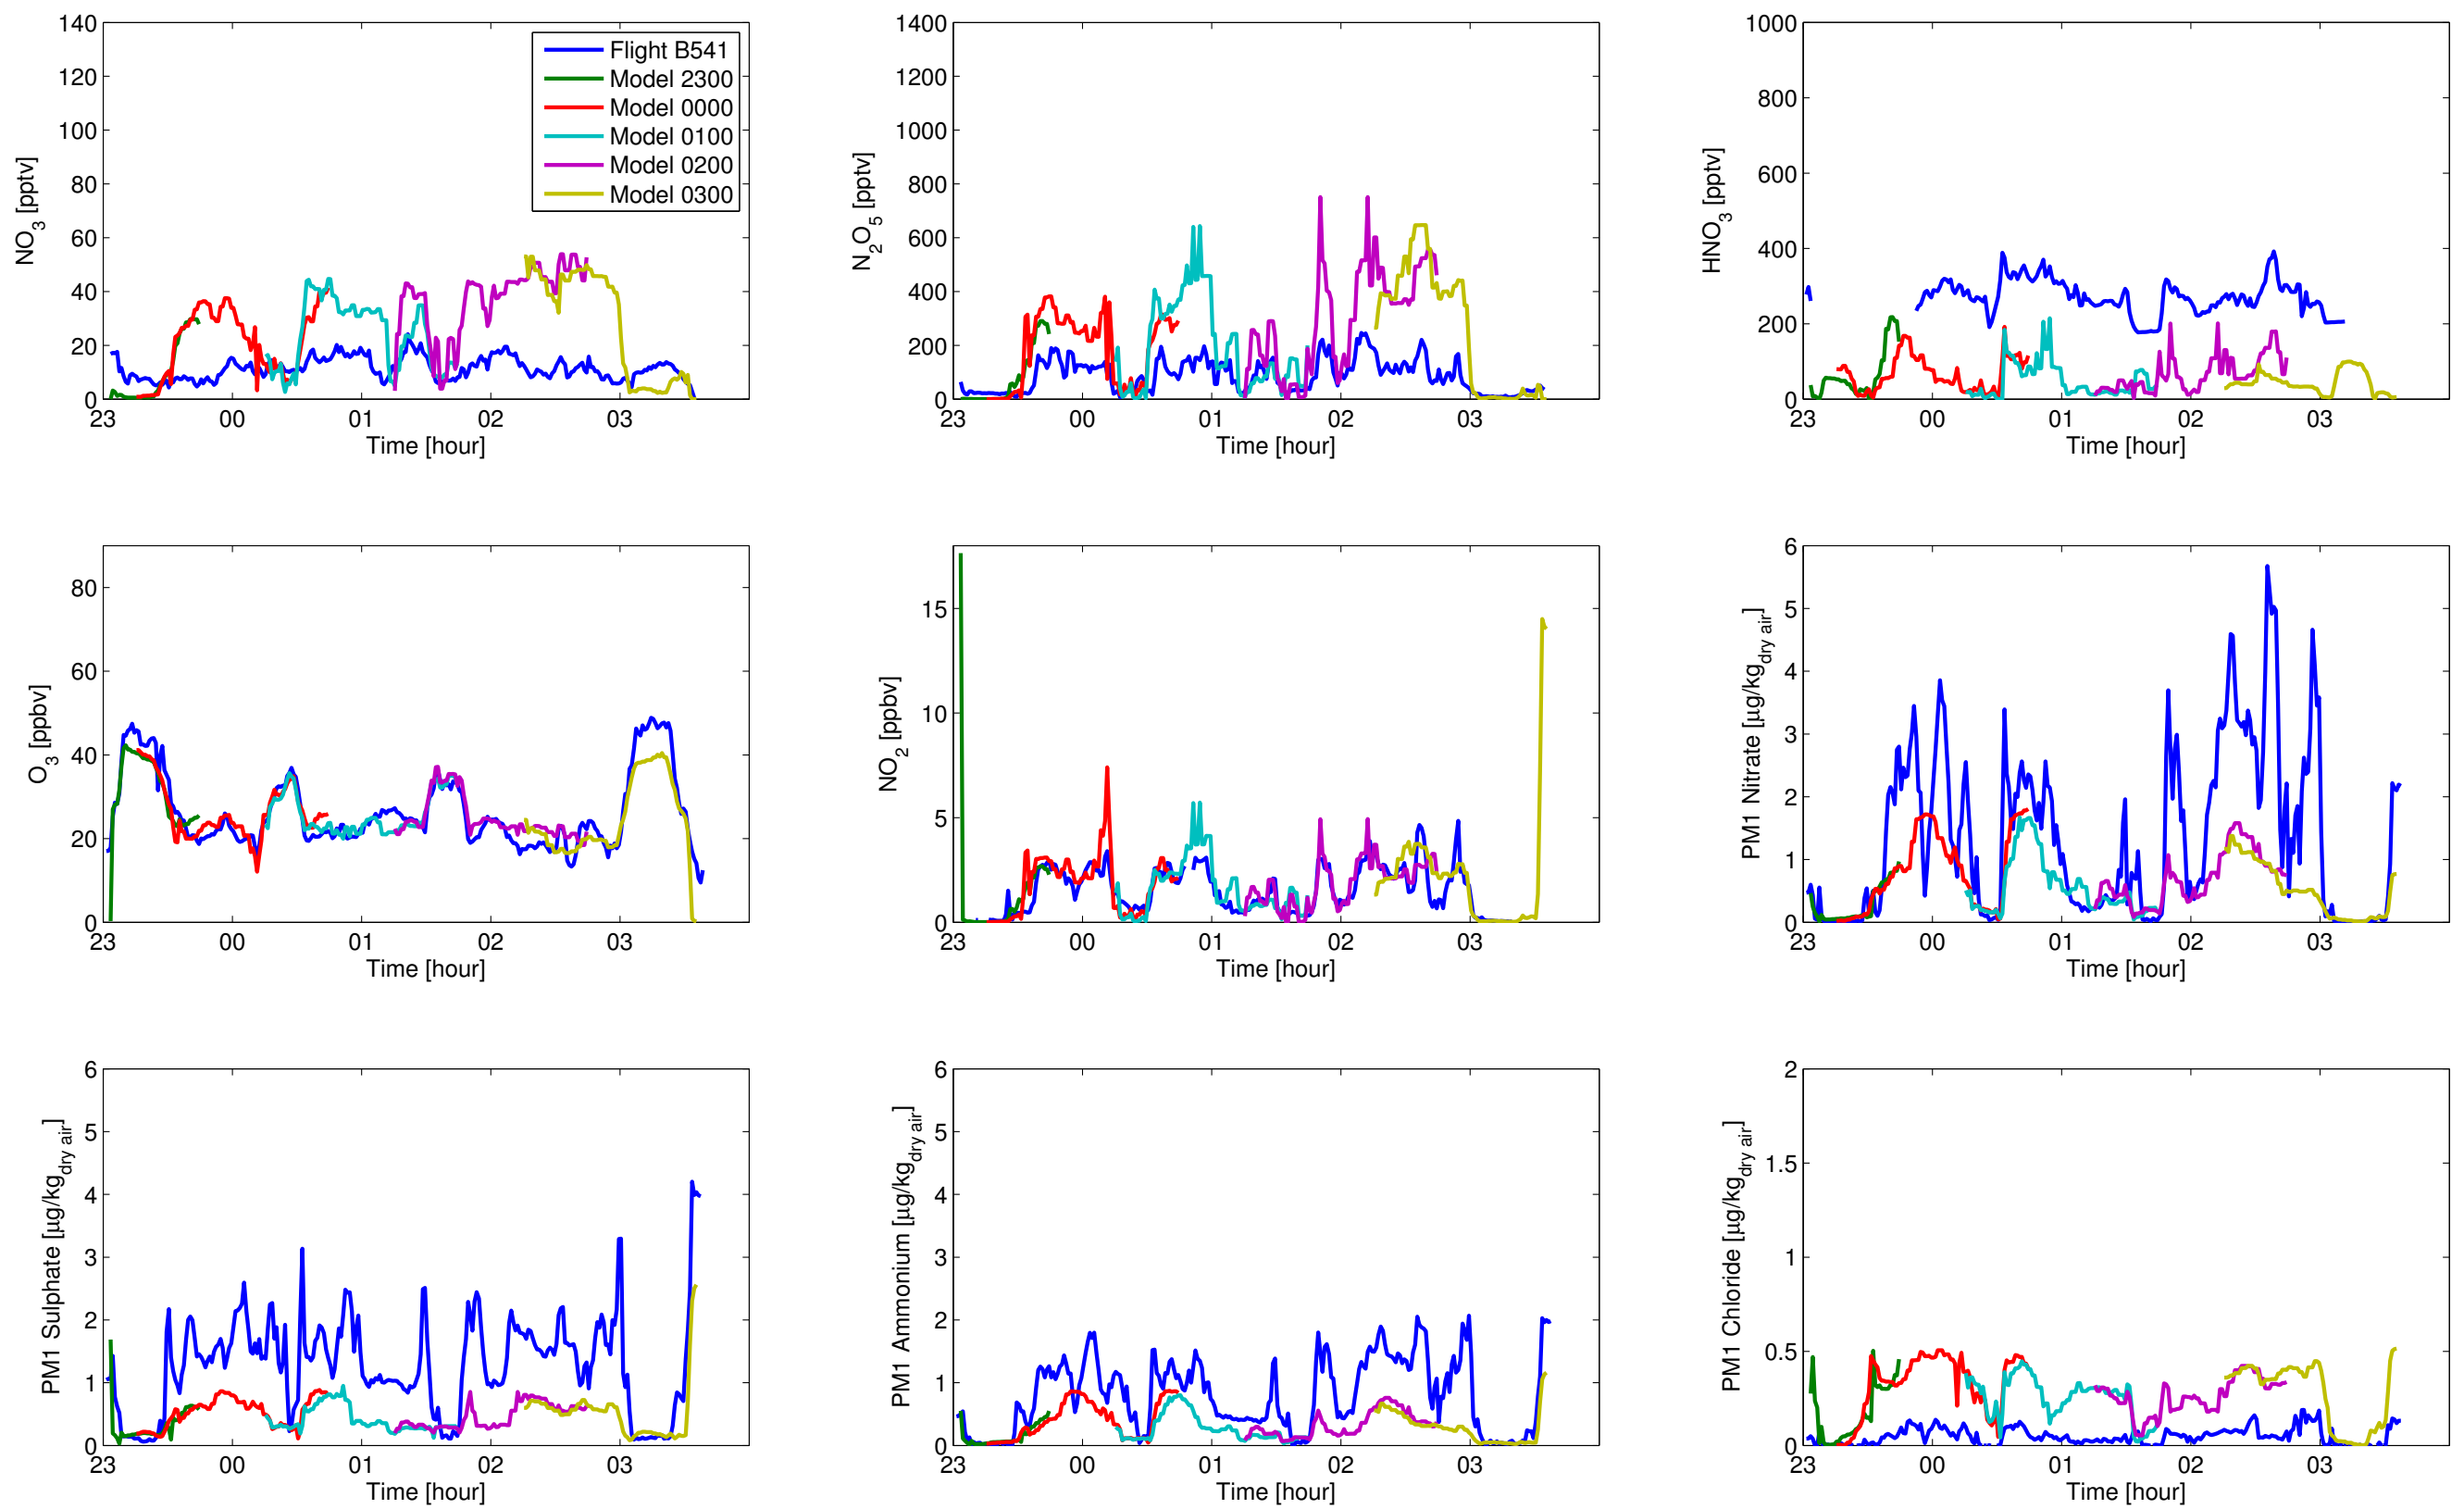 140
120
100
80
60
40
20
0
NO3 [pptv]
Flight B541
Model 2300
Model 0000
Model 0100
Model 0200
Model 0300
23 00 01 02 03
Time [hour]
1400
1200
1000
800
600
400
200
0
N2O5 [pptv]
23 00 01 02 03
Time [hour]
1000
800
600
400
200
0
HNO3 [pptv]
23 00 01 02 03
Time [hour]
80
60
40
20
0
O3 [ppbv]
23 00 01 02 03
Time [hour]
15
10
5
0
NO2 [ppbv]
23 00 01 02 03
Time [hour]
6
5
4
3
2
1
0
PM1 Nitrate [μg/kgdry air]
23 00 01 02 03
Time [hour]
6
5
4
3
2
1
0
PM1 Sulphate [μg/kgdry air]
23 00 01 02 03
Time [hour]
6
5
4
3
2
1
0
PM1 Ammonium [μg/kgdry air]
23 00 01 02 03
Time [hour]
2
1.5
1
0.5
0
PM1 Chloride [μg/kgdry air]
23 00 01 02 03
Time [hour]